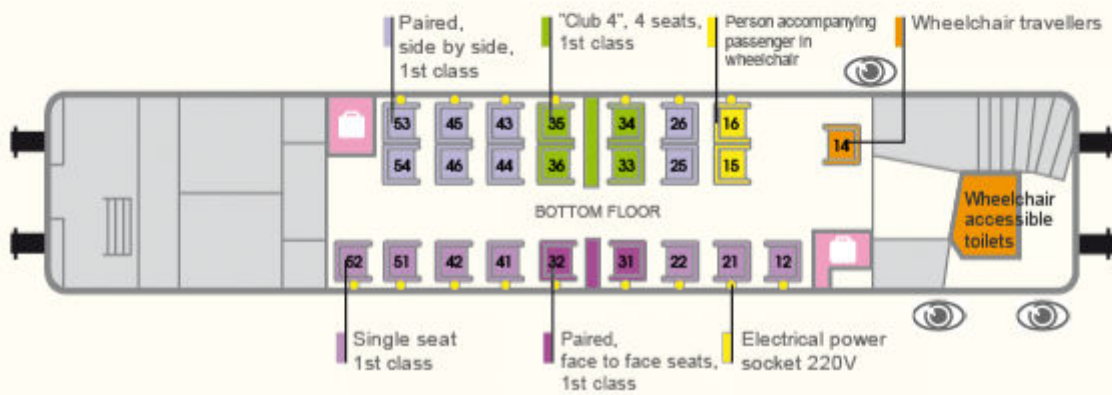 Paired,
side by side,
1st class
"Club 4", 4 seats,
1st class
Person accompanying
passenger in
wheelchair
Wheelchair travellers
53 45 43 35 34 26 16
14
54 46 44 36 33 25 15
BOTTOM FLOOR
Wheelchair
accessible
toilets
52 51 42 41 32 31 22 21 12
Single seat
1st class
Paired,
face to face seats,
1st class
Electrical power
socket 220V